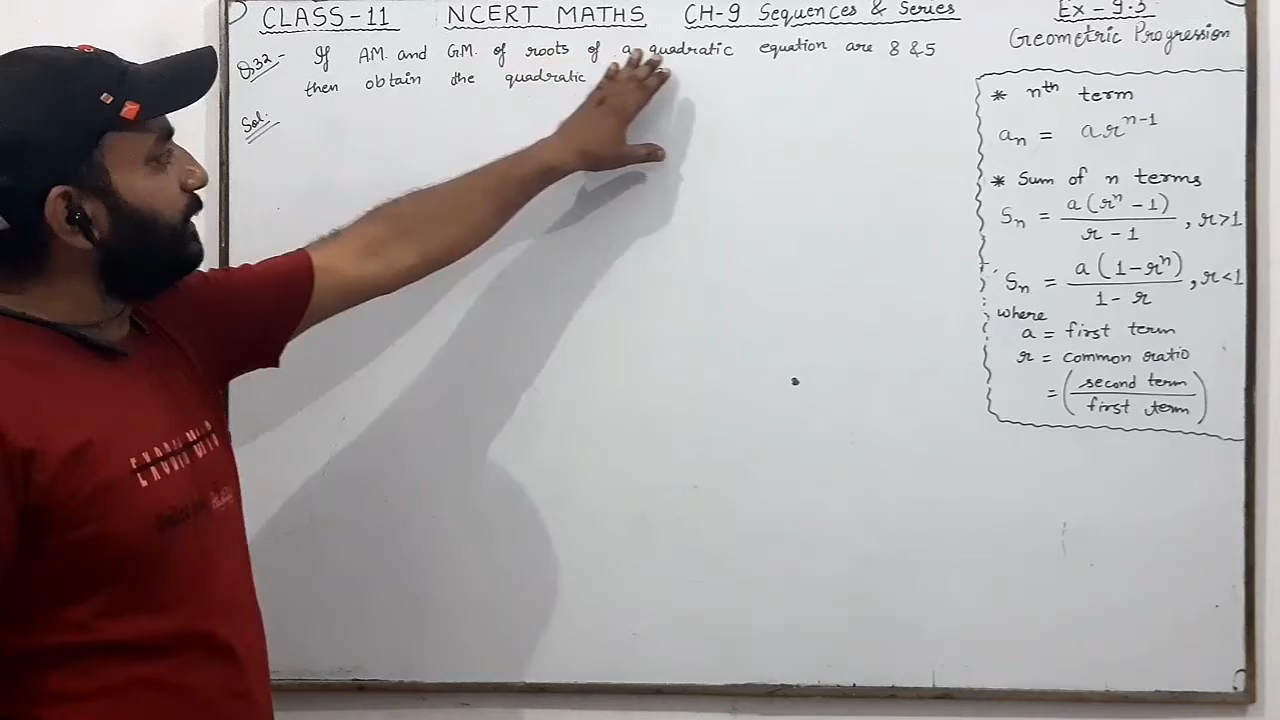 CLASS-11 NCERT MATHS CH-9 Sequences & Series
Ex-9.3
Geometric Progression
Q.32:- If A.M. and G.M. of roots of a quadratic equation are 8 & 5
then obtain the quadratic
Sol:-
* nth term
aₙ = arⁿ⁻¹
* Sum of n terms
Sₙ = a(rⁿ-1)/r-1, r>1
Sₙ = a(1-rⁿ)/1-r, r<1
where
a = first term
r = common ratio
= (second term/first term)